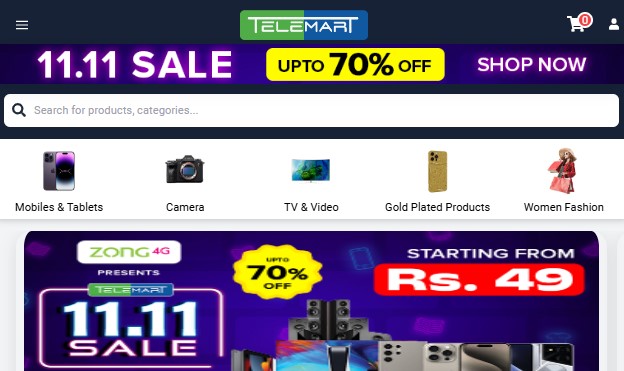 TELEMART
0
11.11 SALE UPTO 70% OFF SHOP NOW
Search for products, categories...
Mobiles & Tablets Camera TV & Video Gold Plated Products Women Fashion
ZONG 4G
PRESENTS
TELEMART
11.11
SALE
UPTO
70%
OFF
STARTING FROM
Rs. 49